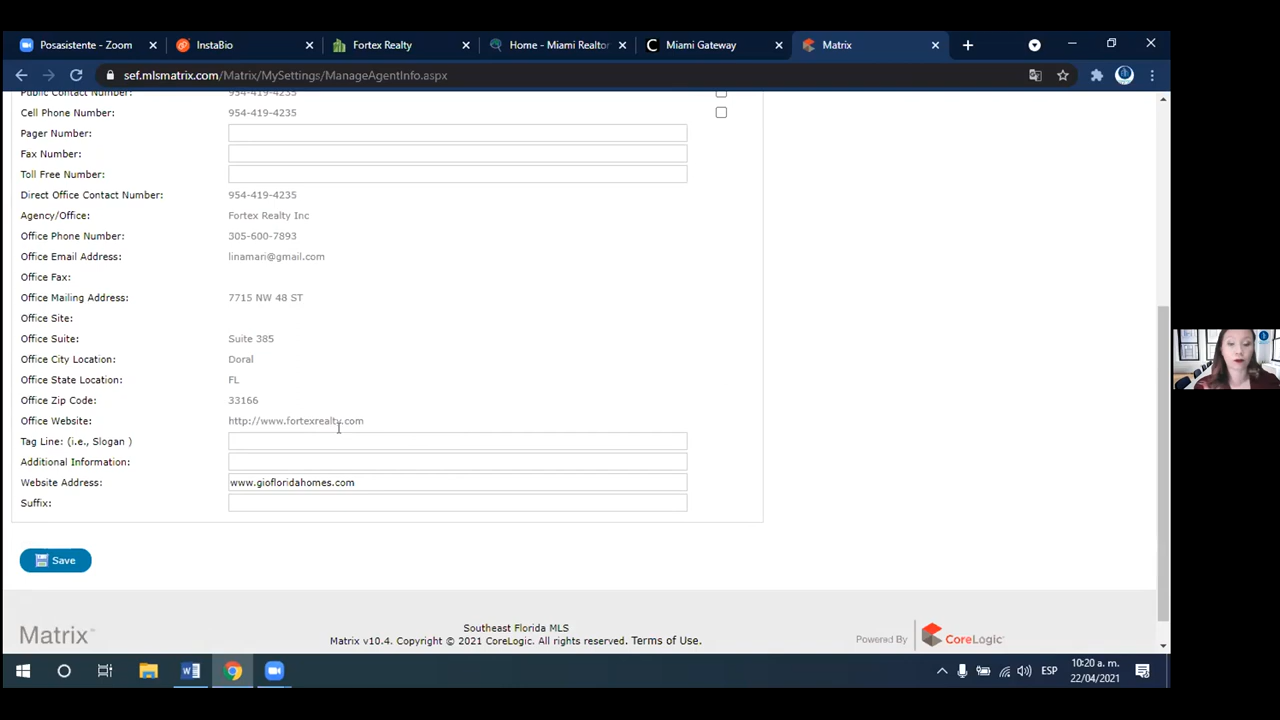 Posasistente - Zoom
InstaBio
Fortex Realty
Home - Miami Realtor
Miami Gateway
Matrix
sef.mlsmatrix.com/Matrix/MySettings/ManageAgentInfo.aspx
Public Contact Number: 954-419-4235
Cell Phone Number: 954-419-4235
Pager Number:
Fax Number:
Toll Free Number:
Direct Office Contact Number: 954-419-4235
Agency/Office: Fortex Realty Inc
Office Phone Number: 305-600-7893
Office Email Address: linamari@gmail.com
Office Fax:
Office Mailing Address: 7715 NW 48 ST
Office Site:
Office Suite: Suite 385
Office City Location: Doral
Office State Location: FL
Office Zip Code: 33166
Office Website: http://www.fortexrealty.com
Tag Line: (i.e., Slogan )
Additional Information:
Website Address: www.giofloridahomes.com
Suffix:
Save
Matrix
Southeast Florida MLS
Matrix v10.4. Copyright © 2021 CoreLogic. All rights reserved. Terms of Use.
Powered By
CoreLogic
ESP
10:20 a. m.
22/04/2021